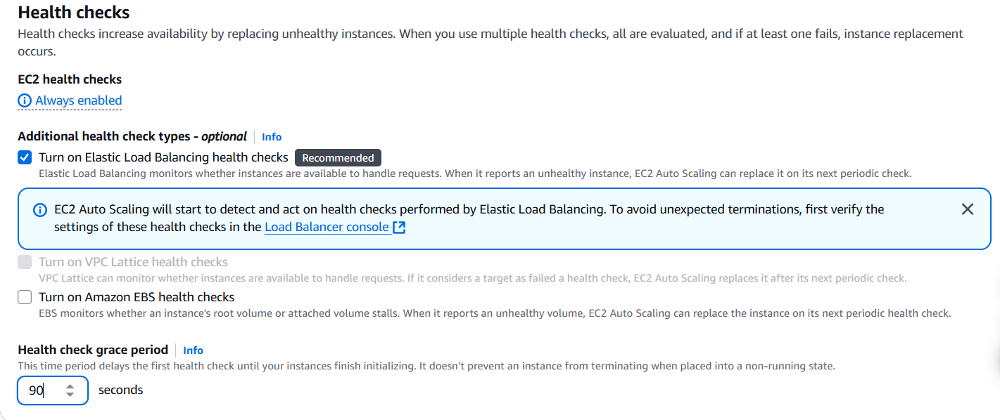 Health checks
Health checks increase availability by replacing unhealthy instances. When you use multiple health checks, all are evaluated, and if at least one fails, instance replacement
occurs.
EC2 health checks
Always enabled
Additional health check types - optional Info
Turn on Elastic Load Balancing health checks Recommended
Elastic Load Balancing monitors whether instances are available to handle requests. When it reports an unhealthy instance, EC2 Auto Scaling can replace it on its next periodic check.
EC2 Auto Scaling will start to detect and act on health checks performed by Elastic Load Balancing. To avoid unexpected terminations, first verify the
settings of these health checks in the Load Balancer console
Turn on VPC Lattice health checks
VPC Lattice can monitor whether instances are available to handle requests. If it considers a target as failed a health check, EC2 Auto Scaling replaces it after its next periodic check.
Turn on Amazon EBS health checks
EBS monitors whether an instance's root volume or attached volume stalls. When it reports an unhealthy volume, EC2 Auto Scaling can replace the instance on its next periodic health check.
Health check grace period Info
This time period delays the first health check until your instances finish initializing. It doesn't prevent an instance from terminating when placed into a non-running state.
90 seconds